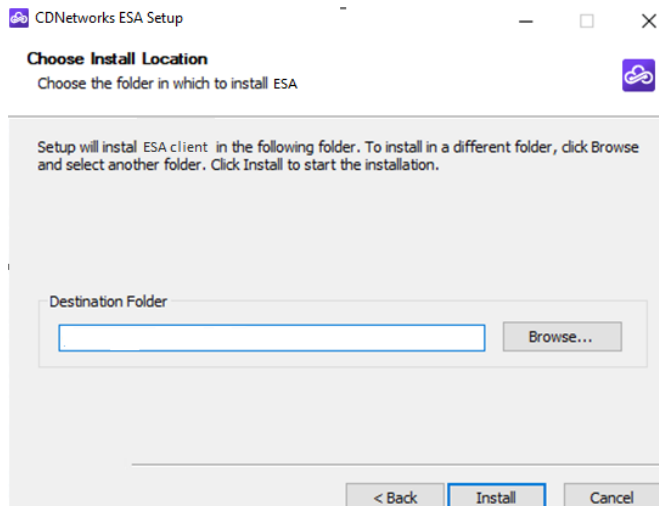 CDNetworks ESA Setup
Choose Install Location
Choose the folder in which to install ESA
Setup will instal ESA client in the following folder. To install in a different folder, click Browse
and select another folder. Click Install to start the installation.
Destination Folder
Browse...
< Back
Install
Cancel